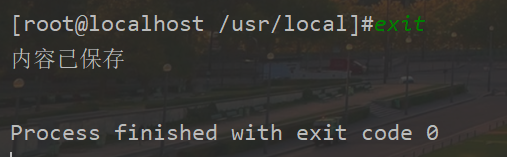 [root@localhost /usr/local]#exit
内容已保存
Process finished with exit code 0